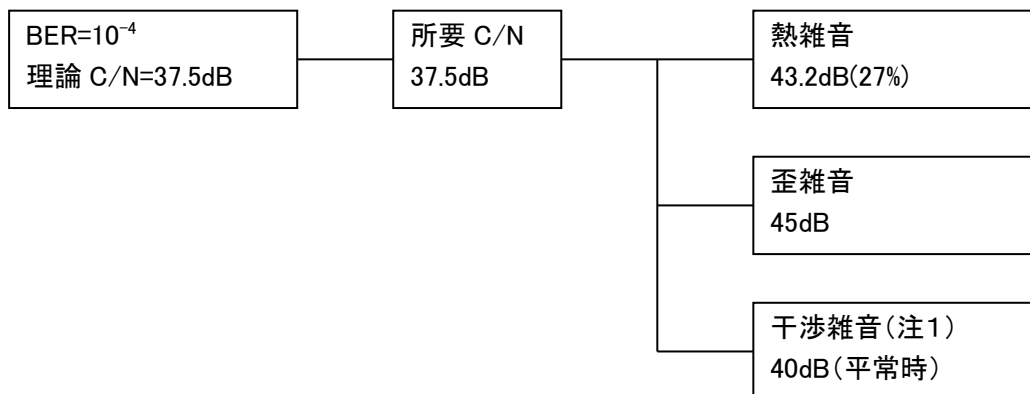 BER=10⁻⁴
理論 C/N=37.5dB
所要 C/N
37.5dB
熱雑音
43.2dB(27%)
歪雑音
45dB
干渉雑音(注1)
40dB(平常時)